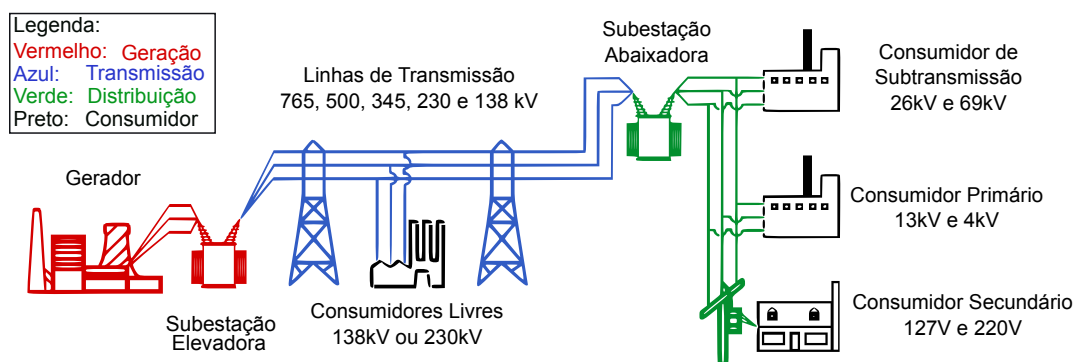 Legenda:
Vermelho: Geração
Azul: Transmissão
Verde: Distribuição
Preto: Consumidor
Gerador
Subestação
Elevadora
Linhas de Transmissão
765, 500, 345, 230 e 138 kV
Consumidores Livres
138kV ou 230kV
Subestação
Abaixadora
Consumidor de
Subtransmissão
26kV e 69kV
Consumidor Primário
13kV e 4kV
Consumidor Secundário
127V e 220V